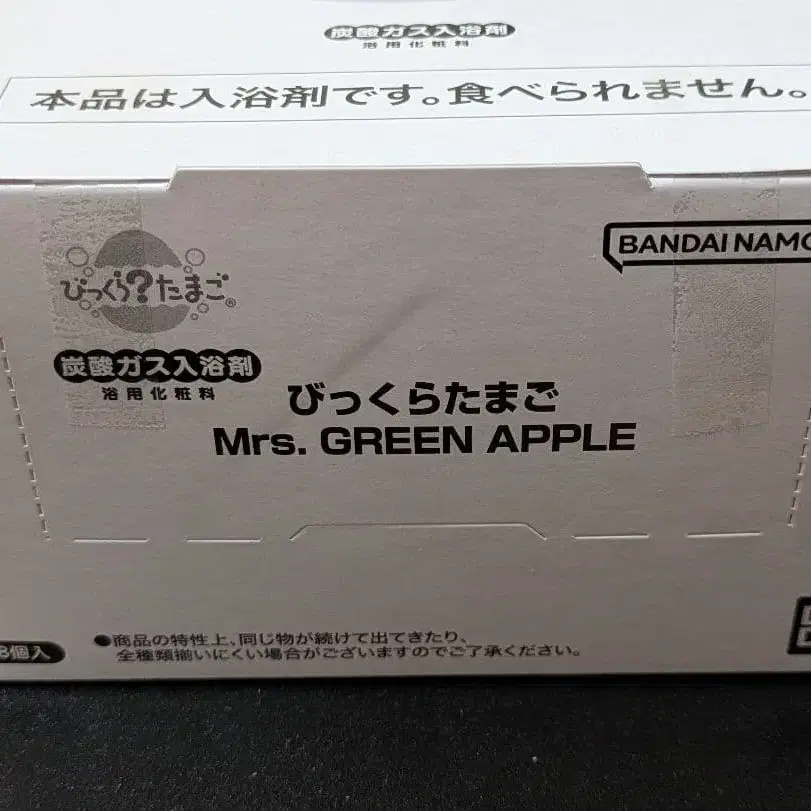 炭酸ガス入浴剤
浴用化粧料
本品は入浴剤です。食べられません。
BANDAI NAMCO
びっくら?たまご®
炭酸ガス入浴剤
浴用化粧料
びっくらたまご
Mrs. GREEN APPLE
個入
●商品の特性上、同じ物が続けて出てきたり、
全種類揃いにくい場合がございますのでご了承ください。